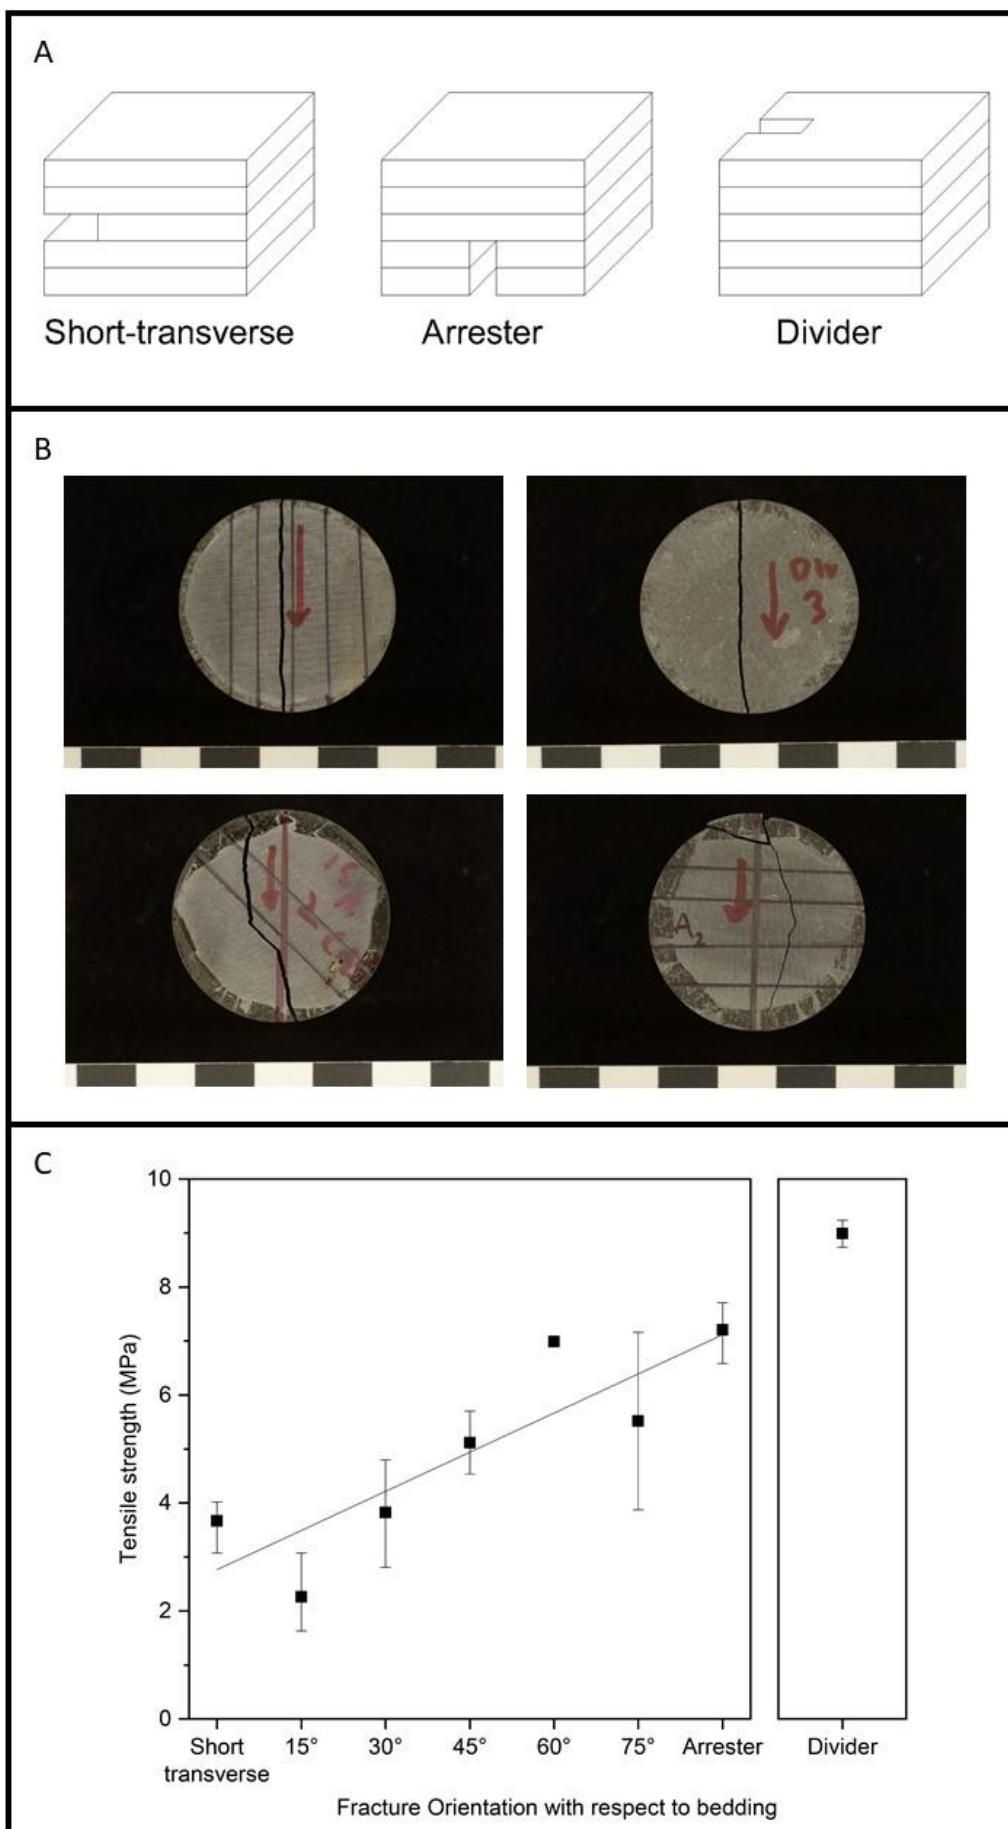 A
Short-transverse
Arrester
Divider
B
Div
3
A2
C
10
8
6
4
2
0
Tensile strength (MPa)
Short
transverse
15°
30°
45°
60°
75°
Arrester
Divider
Fracture Orientation with respect to bedding